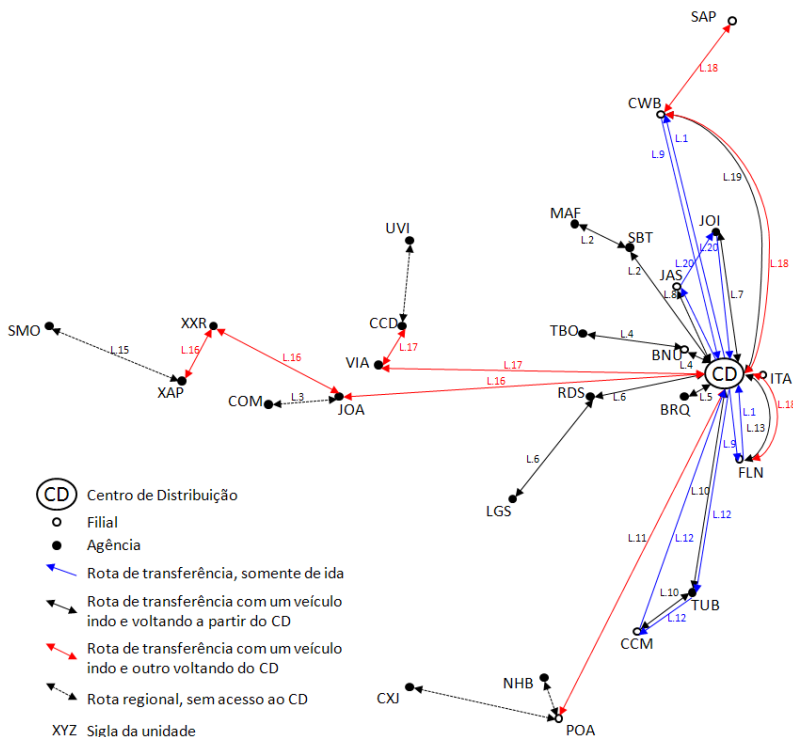 SAP
L.18
CWB
L.1
L.9
L.19
MAF
JOI
UVI
L.2
SBT
L.20
L.20
L.18
L.2
JAS
L.7
L.8
SMO
XXR
CCD
TBO
L.4
L.15
L.16
L.17
BNU
L.16
VIA
L.17
L.4
CD
ITA
XAP
L.16
RDS
L.6
BRQ
L.5
COM
L.3
JOA
L.1
L.18
L.13
L.9
L.6
FLN
CD
Centro de Distribuição
L.10
LGS
L.12
Filial
L.11
L.12
Agência
Rota de transferência, somente de ida
L.10
Rota de transferência com um veículo
indo e voltando a partir do CD
TUB
L.12
CCM
Rota de transferência com um veículo
indo e outro voltando do CD
NHB
CXJ
Rota regional, sem acesso ao CD
POA
XYZ Sigla da unidade